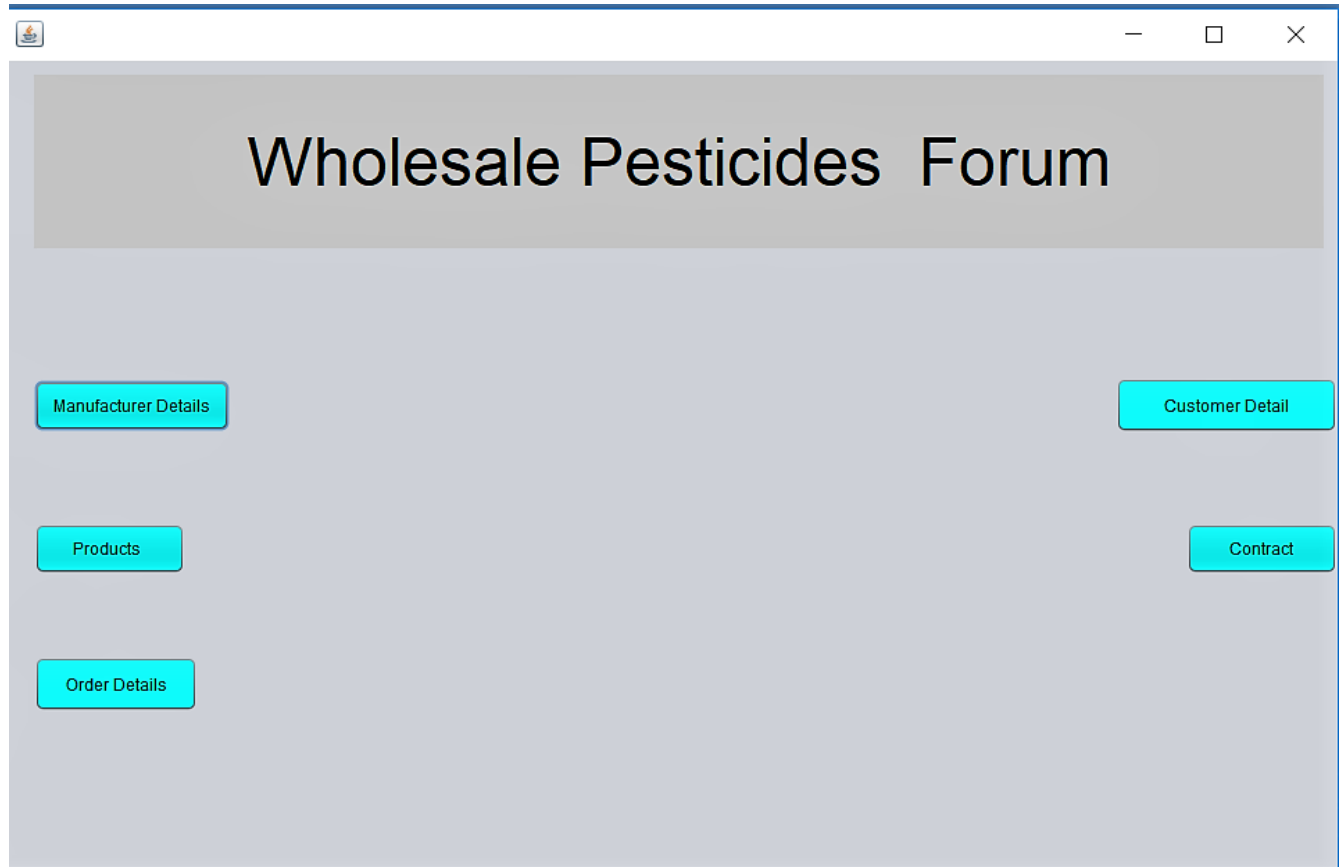 Wholesale Pesticides  Forum
Manufacturer Details
Customer Detail
Products
Contract
Order Details